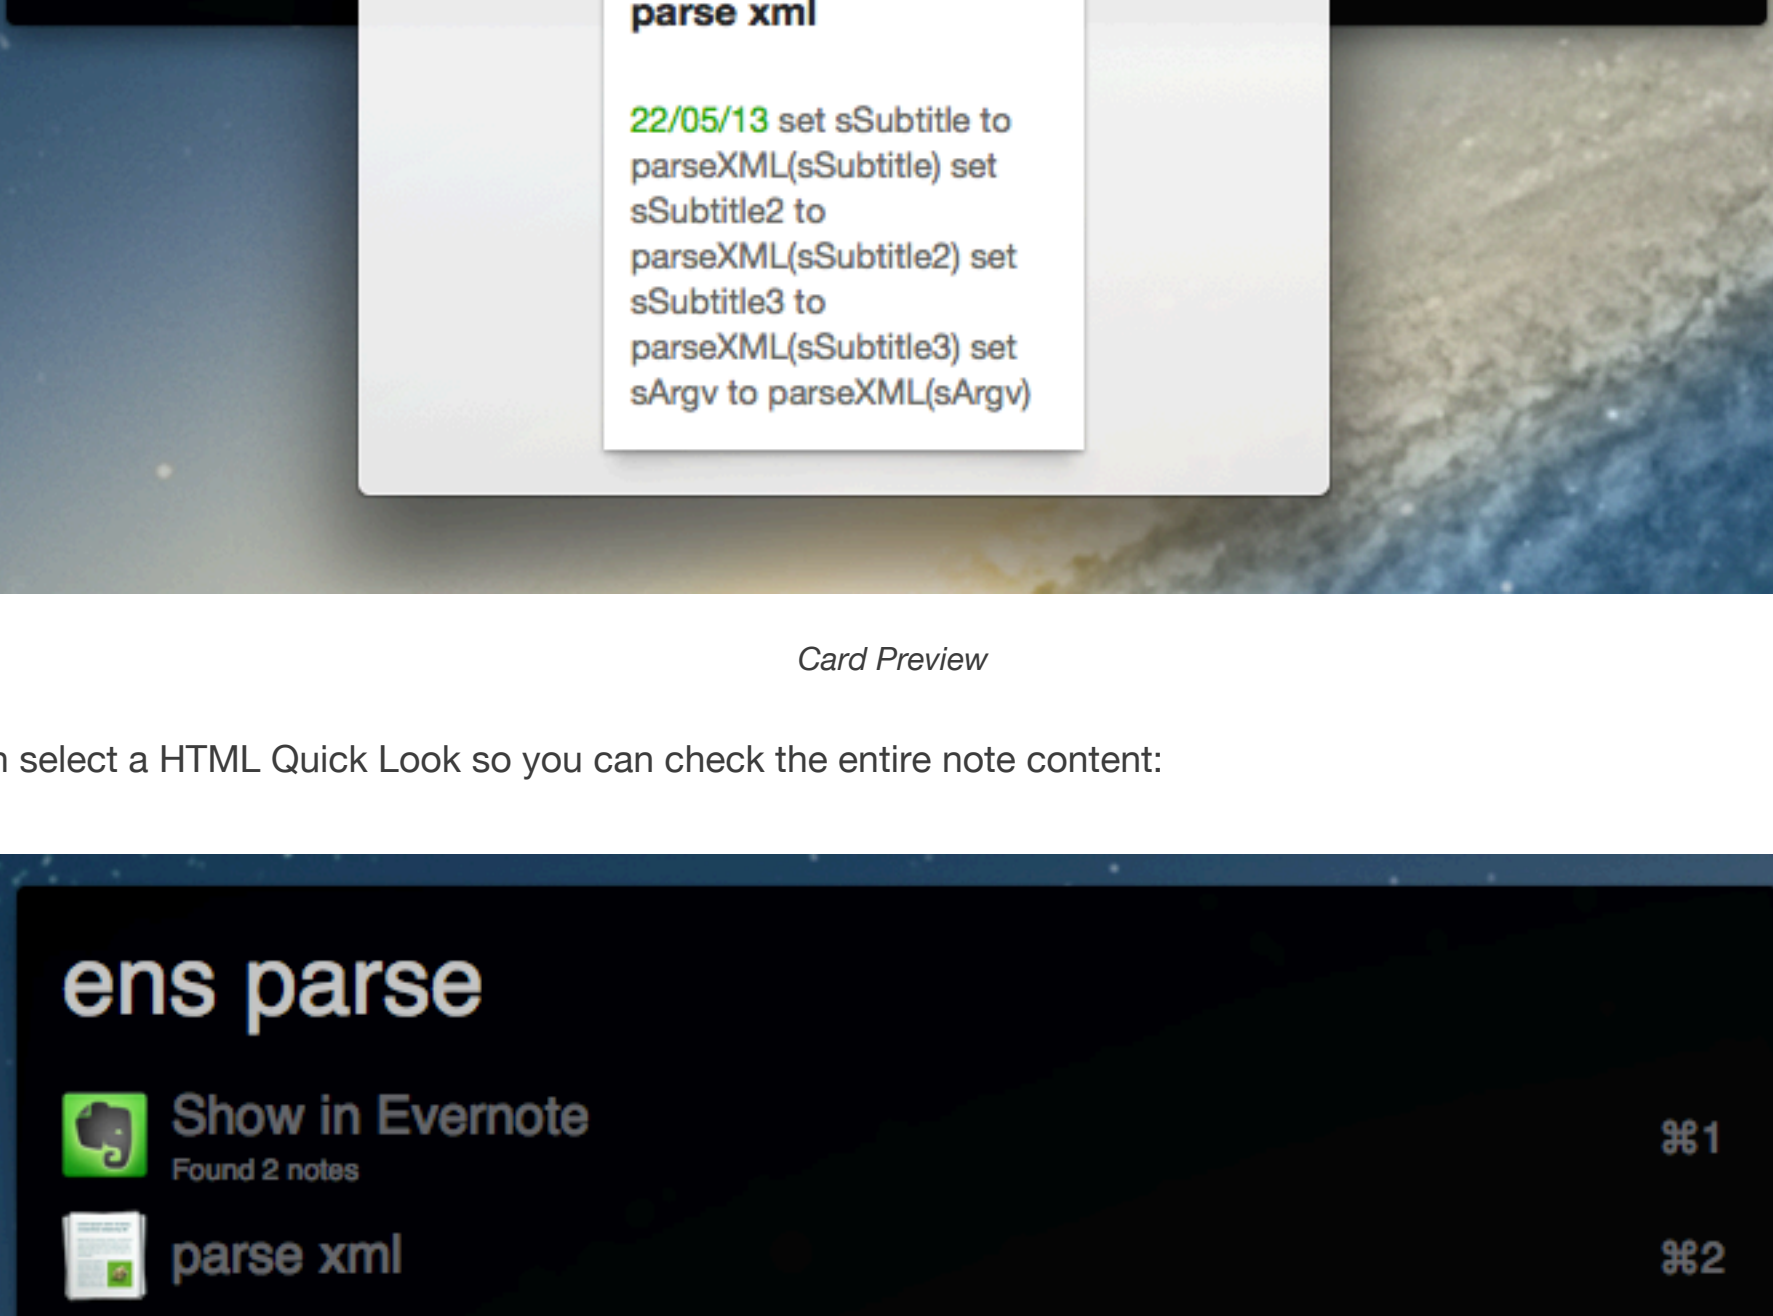 parse xml
22/05/13 set sSubtitle to
parseXML(sSubtitle) set
sSubtitle2 to
parseXML(sSubtitle2) set
sSubtitle3 to
parseXML(sSubtitle3) set
sArgv to parseXML(sArgv)
Card Preview
select a HTML Quick Look so you can check the entire note content:
ens parse
Show in Evernote
⌘1
Found 2 notes
parse xml
⌘2